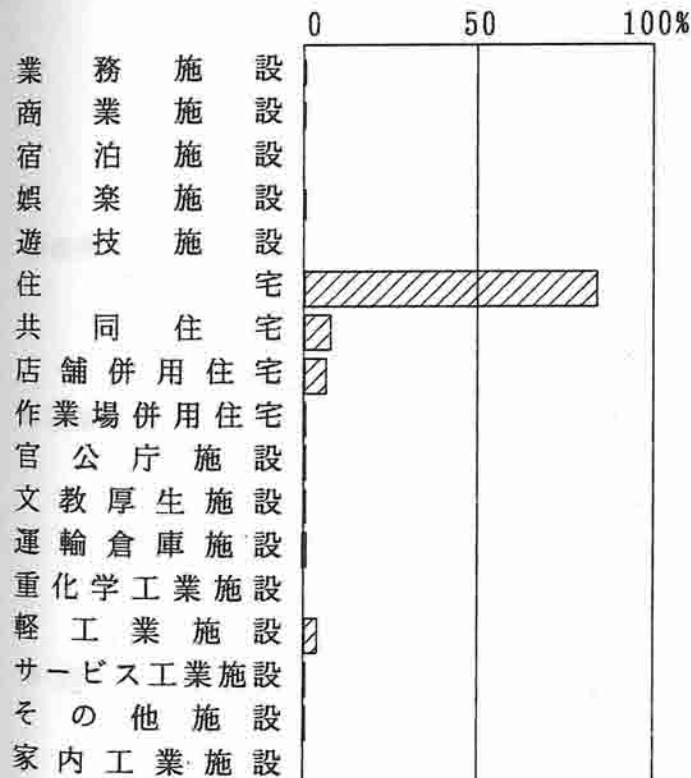 0 50 100%
業務施設
商業施設
宿泊施設
娯楽施設
遊技施設
住宅
共同住宅
店舗併用住宅
作業場併用住宅
官公庁施設
文教厚生施設
運輸倉庫施設
重化学工業施設
軽工業施設
サービス工業施設
その他施設
家内工業施設